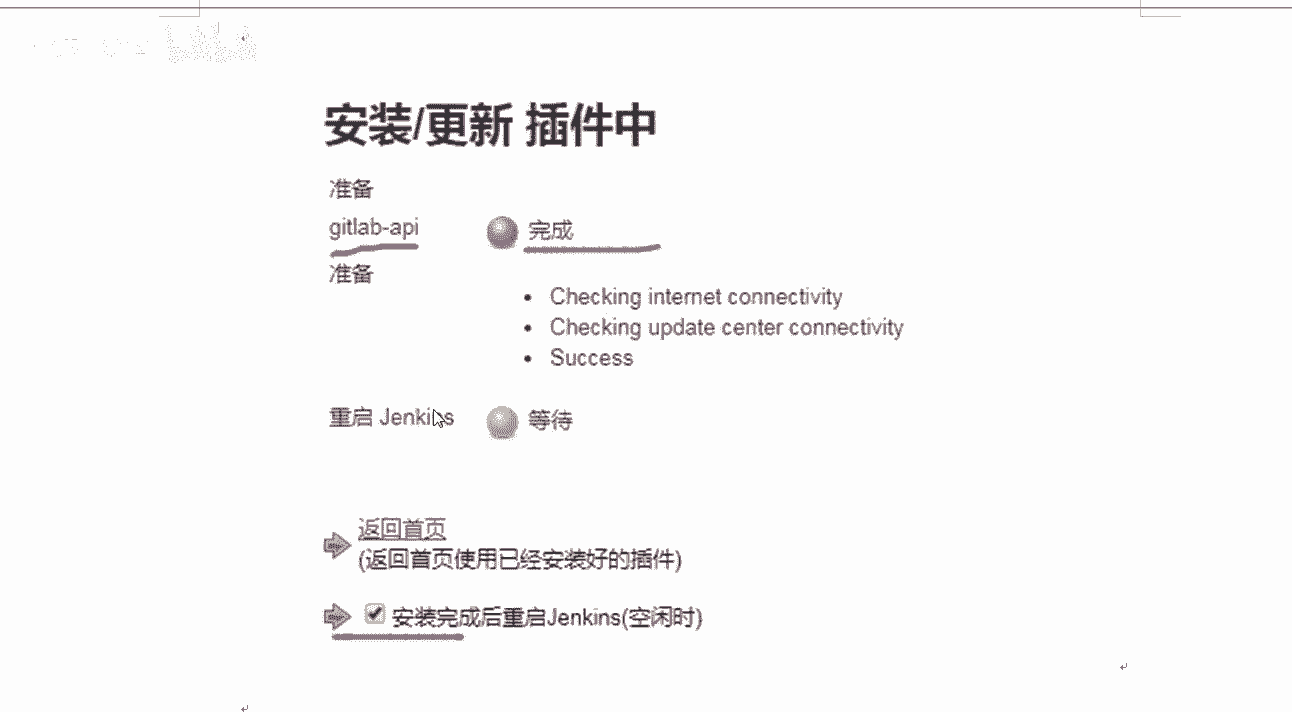 安装/更新 插件中
准备
gitlab-api 完成
准备
Checking internet connectivity
Checking update center connectivity
Success
重启 Jenkins 等待
返回首页
(返回首页使用已经安装好的插件)
安装完成后重启Jenkins(空闲时)